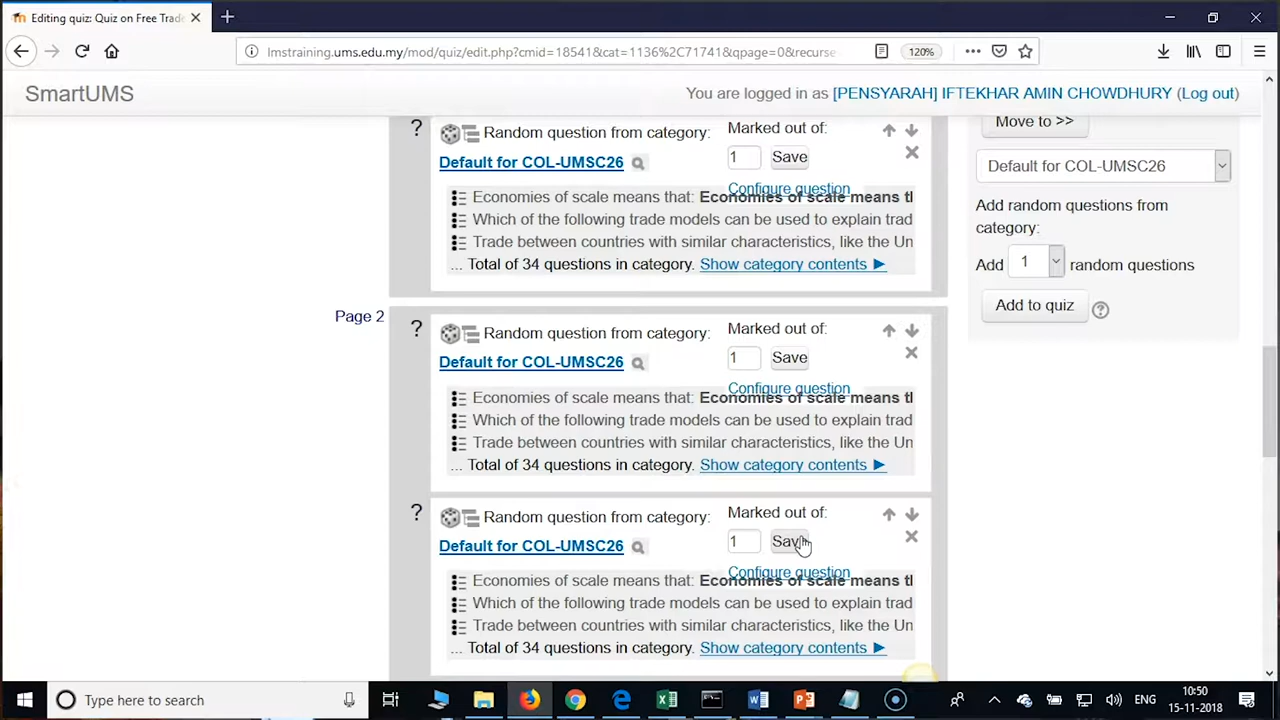 Editing quiz: Quiz on Free Trade
lmstraining.ums.edu.my/mod/quiz/edit.php?cmid=18541&cat=1136%2C71741&qpage=0&recurse
120%
SmartUMS
You are logged in as [PENSYARAH] IFTEKHAR AMIN CHOWDHURY (Log out)
? Random question from category: Marked out of:
Default for COL-UMSC26 1 Save
Configure question
Economies of scale means that: Economies of scale means tl
Which of the following trade models can be used to explain trad
Trade between countries with similar characteristics, like the Un
... Total of 34 questions in category. Show category contents ►
Page 2
? Random question from category: Marked out of:
Default for COL-UMSC26 1 Save
Configure question
Economies of scale means that: Economies of scale means tl
Which of the following trade models can be used to explain trad
Trade between countries with similar characteristics, like the Un
... Total of 34 questions in category. Show category contents ►
? Random question from category: Marked out of:
Default for COL-UMSC26 1 Save
Configure question
Economies of scale means that: Economies of scale means tl
Which of the following trade models can be used to explain trad
Trade between countries with similar characteristics, like the Un
... Total of 34 questions in category. Show category contents ►
Move to >>
Default for COL-UMSC26
Add random questions from
category:
Add 1 random questions
Add to quiz ?
Type here to search
ENG
10:50
15-11-2018